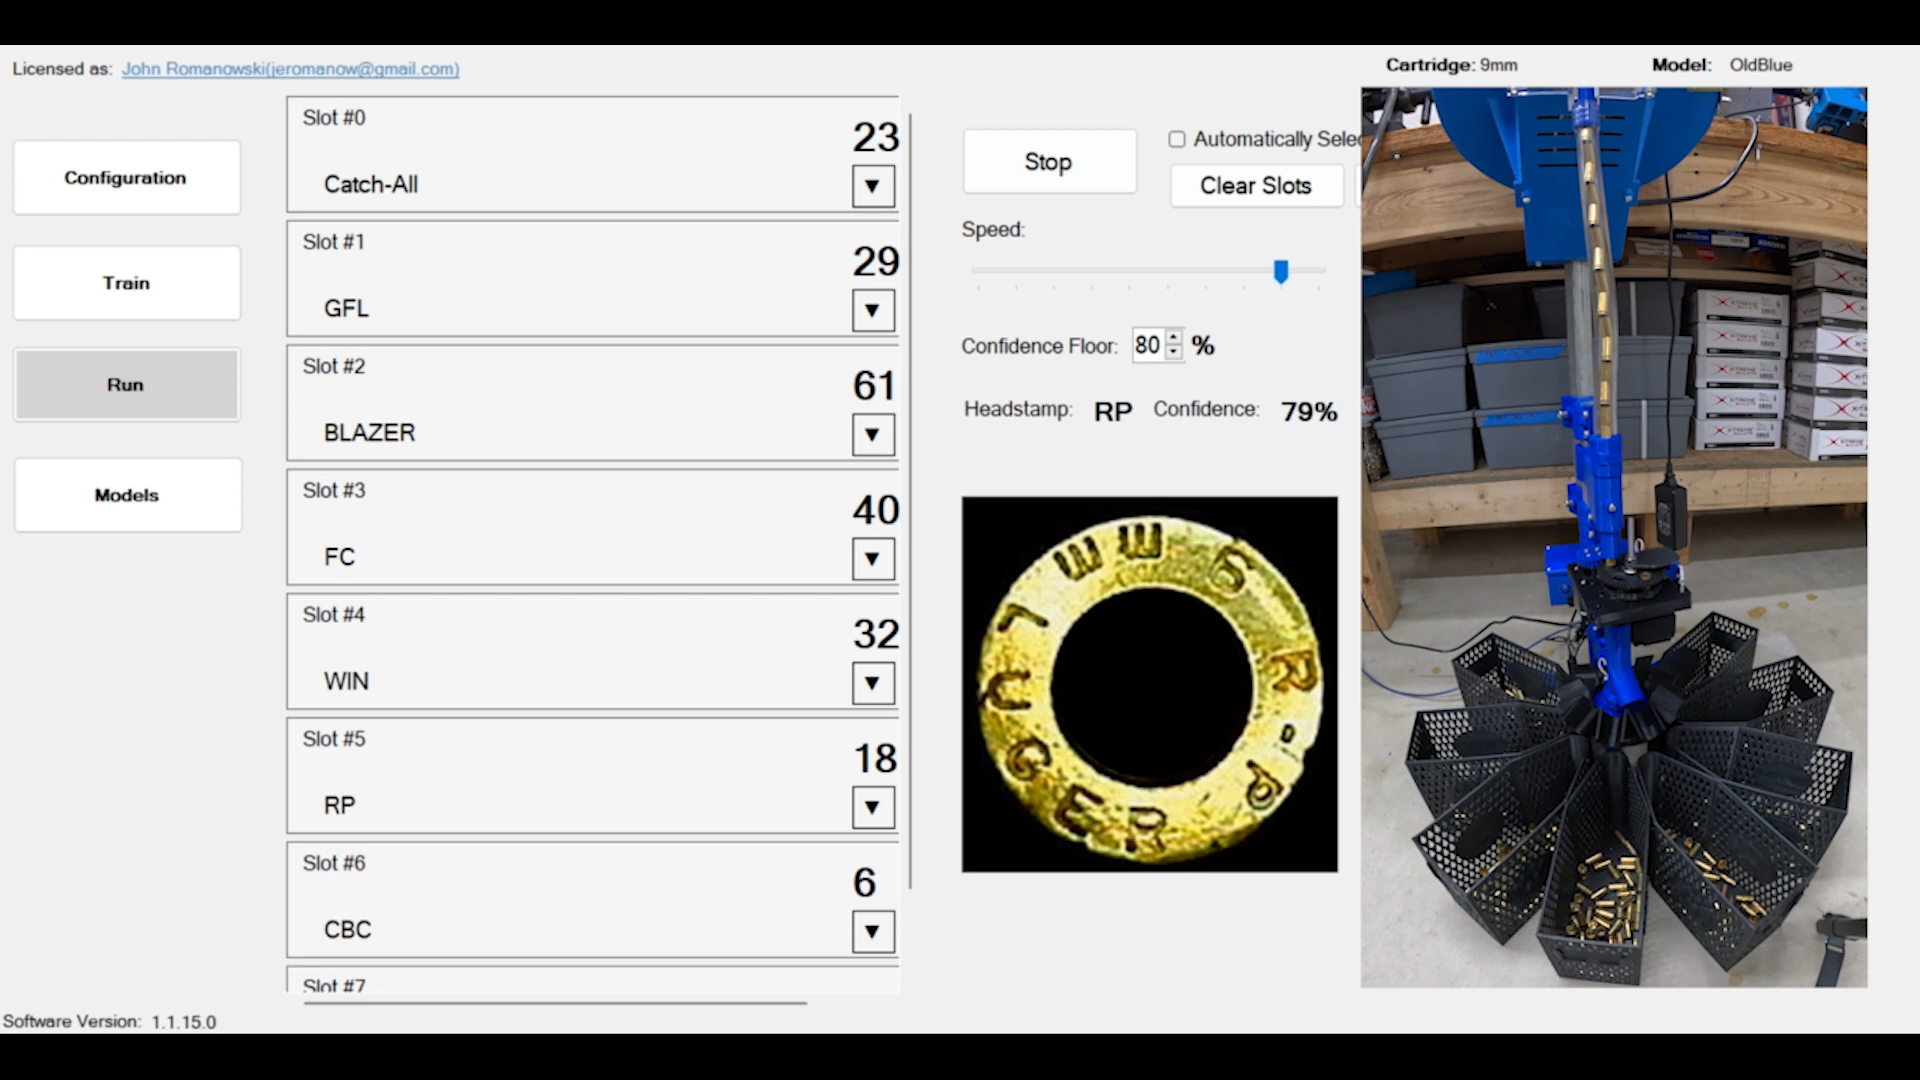 Licensed as: John Romanowski(jeromanow@gmail.com)
Cartridge: 9mm Model: OldBlue
Configuration
Train
Run
Models
Slot #0
23
Catch-All
▼
Slot #1
29
GFL
▼
Slot #2
61
BLAZER
▼
Slot #3
40
FC
▼
Slot #4
32
WIN
▼
Slot #5
18
RP
▼
Slot #6
6
CBC
▼
Slot #7
Stop
Automatically Selec
Clear Slots
Speed:
Confidence Floor: 80 %
Headstamp: RP Confidence: 79%
R-P
9MM LUGER
Software Version: 1.1.15.0